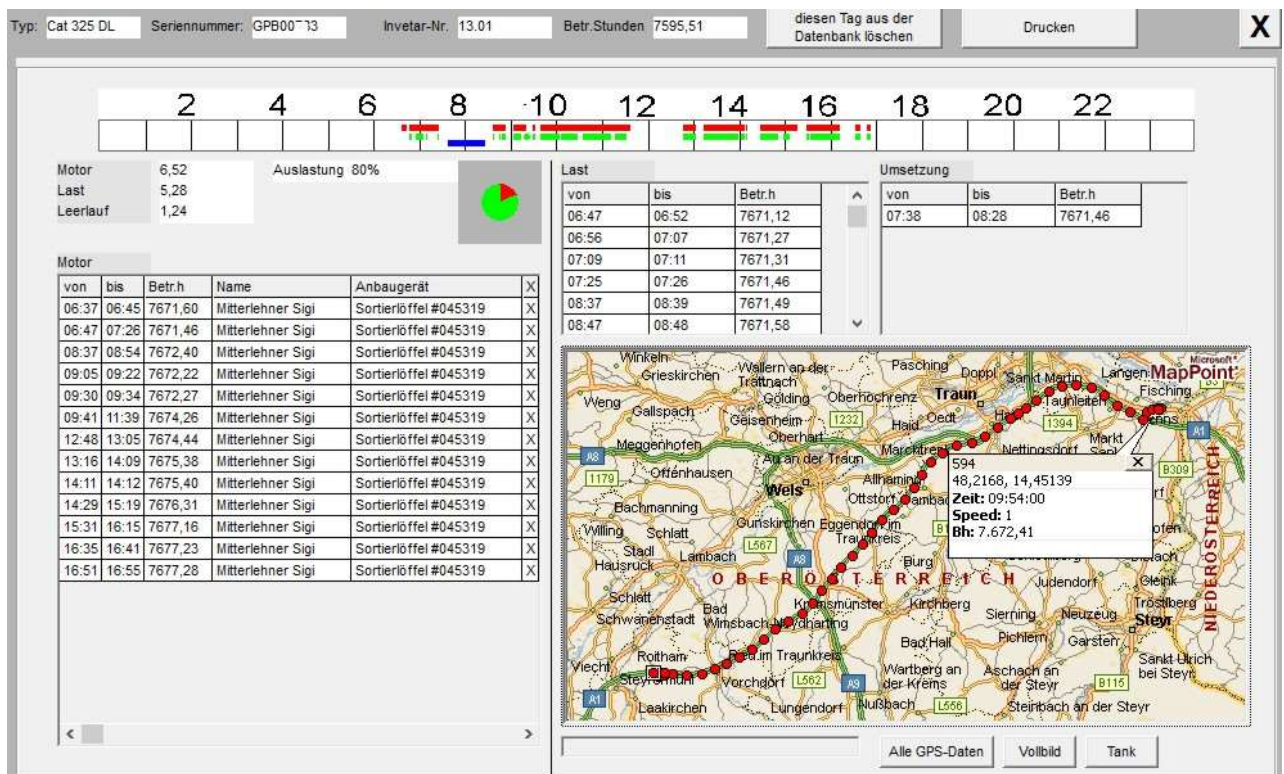 Typ: Cat 325 DL Seriennummer: Invetar-Nr. 13.01 Betr.Stunden 7595,51 diesen Tag aus der Datenbank löschen Drucken X
2 4 6 8 10 12 14 16 18 20 22
Motor 6,52 Auslastung 80%
Last 5,28
Leerlauf 1,24
Motor
von bis Betr.h Name Anbaugerät X
06:37 06:45 7671,60 Mitterlehner Sigi Sortierlöffel #045319 X
06:47 07:26 7671,46 Mitterlehner Sigi Sortierlöffel #045319 X
08:37 08:54 7672,40 Mitterlehner Sigi Sortierlöffel #045319 X
09:05 09:22 7672,22 Mitterlehner Sigi Sortierlöffel #045319 X
09:30 09:34 7672,27 Mitterlehner Sigi Sortierlöffel #045319 X
09:41 11:39 7674,26 Mitterlehner Sigi Sortierlöffel #045319 X
12:48 13:05 7674,44 Mitterlehner Sigi Sortierlöffel #045319 X
13:16 14:09 7675,38 Mitterlehner Sigi Sortierlöffel #045319 X
14:11 14:12 7675,40 Mitterlehner Sigi Sortierlöffel #045319 X
14:29 15:19 7676,31 Mitterlehner Sigi Sortierlöffel #045319 X
15:31 16:15 7677,16 Mitterlehner Sigi Sortierlöffel #045319 X
16:35 16:41 7677,23 Mitterlehner Sigi Sortierlöffel #045319 X
16:51 16:55 7677,28 Mitterlehner Sigi Sortierlöffel #045319 X
Last
von bis Betr.h
06:47 06:52 7671,12
06:56 07:07 7671,27
07:09 07:11 7671,31
07:25 07:26 7671,46
08:37 08:39 7671,49
08:47 08:48 7671,58
Umsetzung
von bis Betr.h
07:38 08:28 7671,46
Winkeln
Wallern an der Trattnach
Pasching
Doppl
Sankt Martin
Microsoft
MapPoint
Grieskirchen
Fisching
Weng
Gallspach
Gölding
Oberhochrenz
Traun
Geisenheim
1232
Haid
Oedt
1394
Oberhart
Meggenhofen
A8
1179
Offenhausen
Nettingsdorf
Markt
A1
B309
Wels
594 X
48,2168, 14,45139
Zeit: 09:54:00
Speed: 1
Bh: 7.672,41
Bachmanning
Gunskirchen
Eggendorf im Traunkreis
Willing
Schlatt
Stadl
Hausruck
Lambach
L567
A8
Burg
OBERÖSTERREICH
NIEDERÖSTERREICH
Judendorf
Gleink
Schlatt
Schwanenstadt
Bad Wimsbach-Neydharting
Kremsmünster
Kirchberg
Sierning
Neuzeug
Tröstlberg
Steyr
Bad Hall
Pichlern
Garsten
Roitham
Viecht
Steyrermühl
Vorchdorf
L562
A9
Wartberg an der Krems
Aschach an der Steyr
B115
Sankt Ulrich bei Steyr
A1
Laakirchen
Lungendorf
Nußbach
L556
Steinbach an der Steyr
Alle GPS-Daten Vollbild Tank